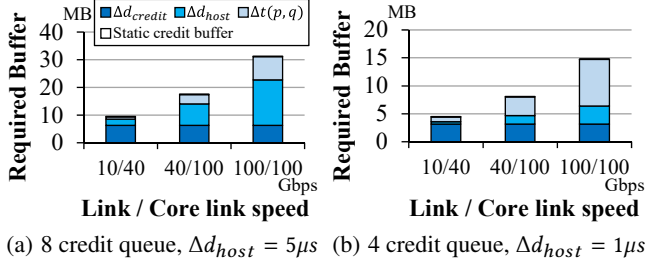 MB
Δd_credit Δd_host Δt(p, q)
Static credit buffer
Required Buffer
40
30
20
10
0
10/40 40/100 100/100
Gbps
Link / Core link speed
(a) 8 credit queue, Δd_host = 5μs
MB
Required Buffer
20
15
10
5
0
10/40 40/100 100/100
Gbps
Link / Core link speed
(b) 4 credit queue, Δd_host = 1μs